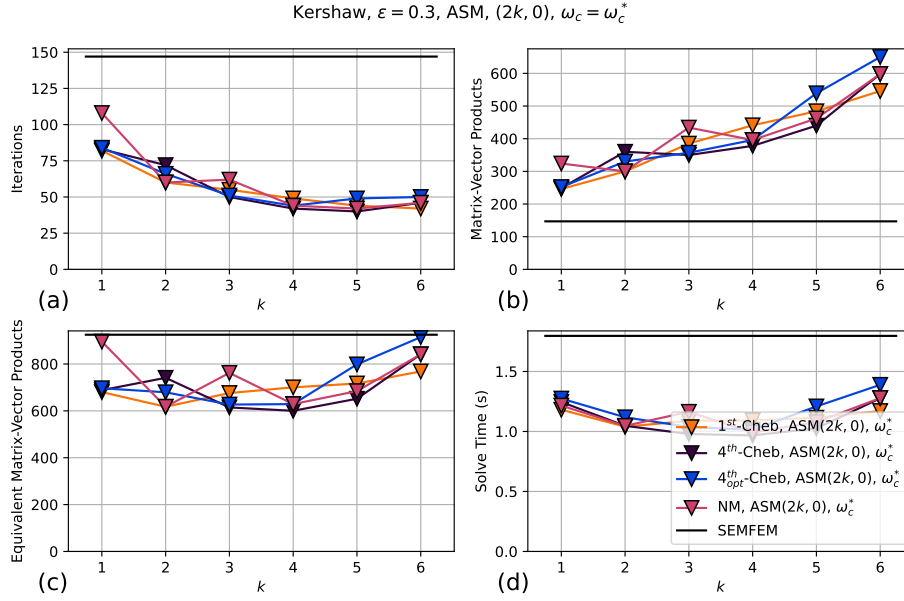 Kershaw, ε = 0.3, ASM, (2k, 0), ω_c = ω_c^*
150
125
100
75
50
25
0
Iterations
1 2 3 4 5 6
k
(a)
600
500
400
300
200
100
0
Matrix-Vector Products
1 2 3 4 5 6
k
(b)
800
600
400
200
0
Equivalent Matrix-Vector Products
1 2 3 4 5 6
k
(c)
1.5
1.0
0.5
0.0
Solve Time (s)
1^{st}-Cheb, ASM(2k, 0), ω_c^*
4^{th}-Cheb, ASM(2k, 0), ω_c^*
4^{th}_{opt}-Cheb, ASM(2k, 0), ω_c^*
NM, ASM(2k, 0), ω_c^*
SEMFEM
1 2 3 4 5 6
k
(d)